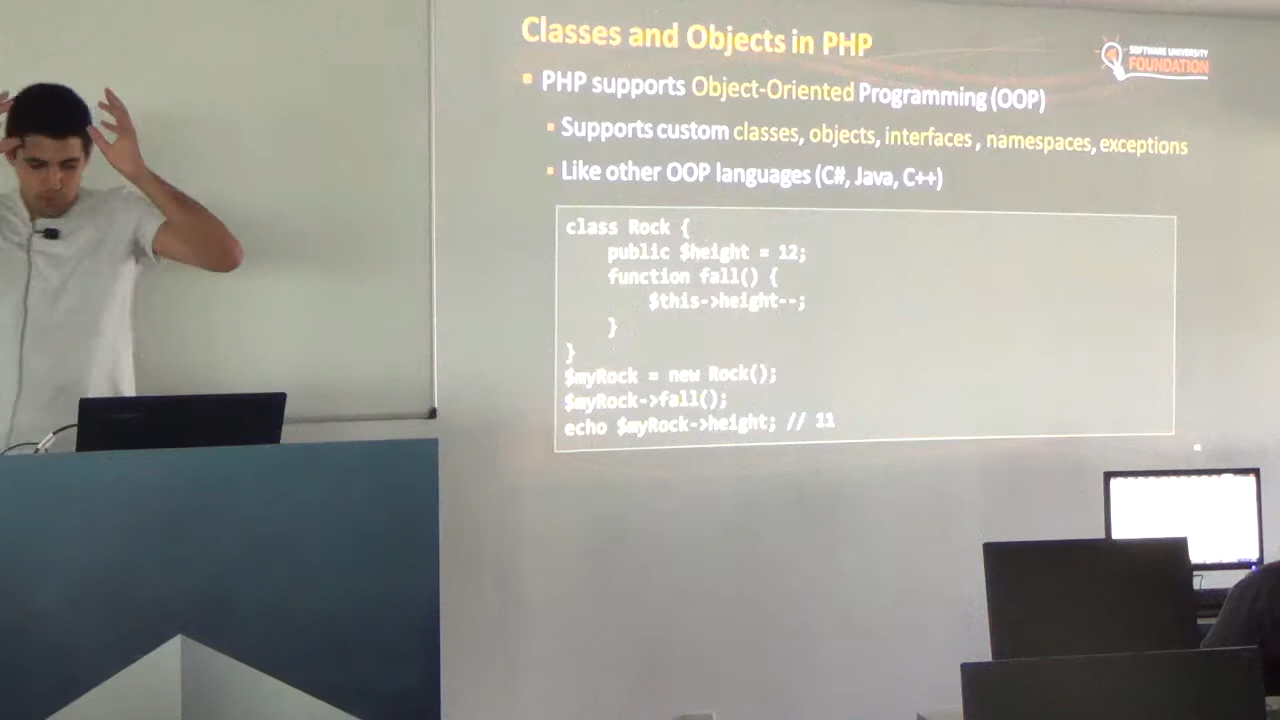 Classes and Objects in PHP
SOFTWARE UNIVERSITY
FOUNDATION
▪ PHP supports Object-Oriented Programming (OOP)
▪ Supports custom classes, objects, interfaces , namespaces, exceptions
▪ Like other OOP languages (C#, Java, C++)
class Rock {
    public $height = 12;
    function fall() {
        $this->height--;
    }
}
$myRock = new Rock();
$myRock->fall();
echo $myRock->height; // 11